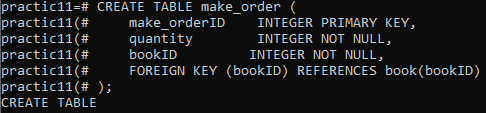 practic11=# CREATE TABLE make_order (
practic11(#     make_orderID    INTEGER PRIMARY KEY,
practic11(#     quantity        INTEGER NOT NULL,
practic11(#     bookID         INTEGER NOT NULL,
practic11(#     FOREIGN KEY (bookID) REFERENCES book(bookID)
practic11(# );
CREATE TABLE